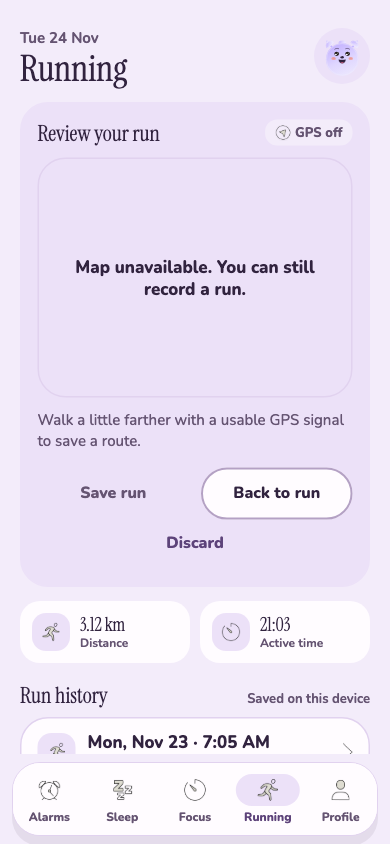 Tue 24 Nov
Running
Review your run
GPS off
Map unavailable. You can still
record a run.
Walk a little farther with a usable GPS signal
to save a route.
Save run
Back to run
Discard
3.12 km
Distance
21:03
Active time
Run history
Saved on this device
Mon, Nov 23 · 7:05 AM
Alarms
Sleep
Focus
Running
Profile